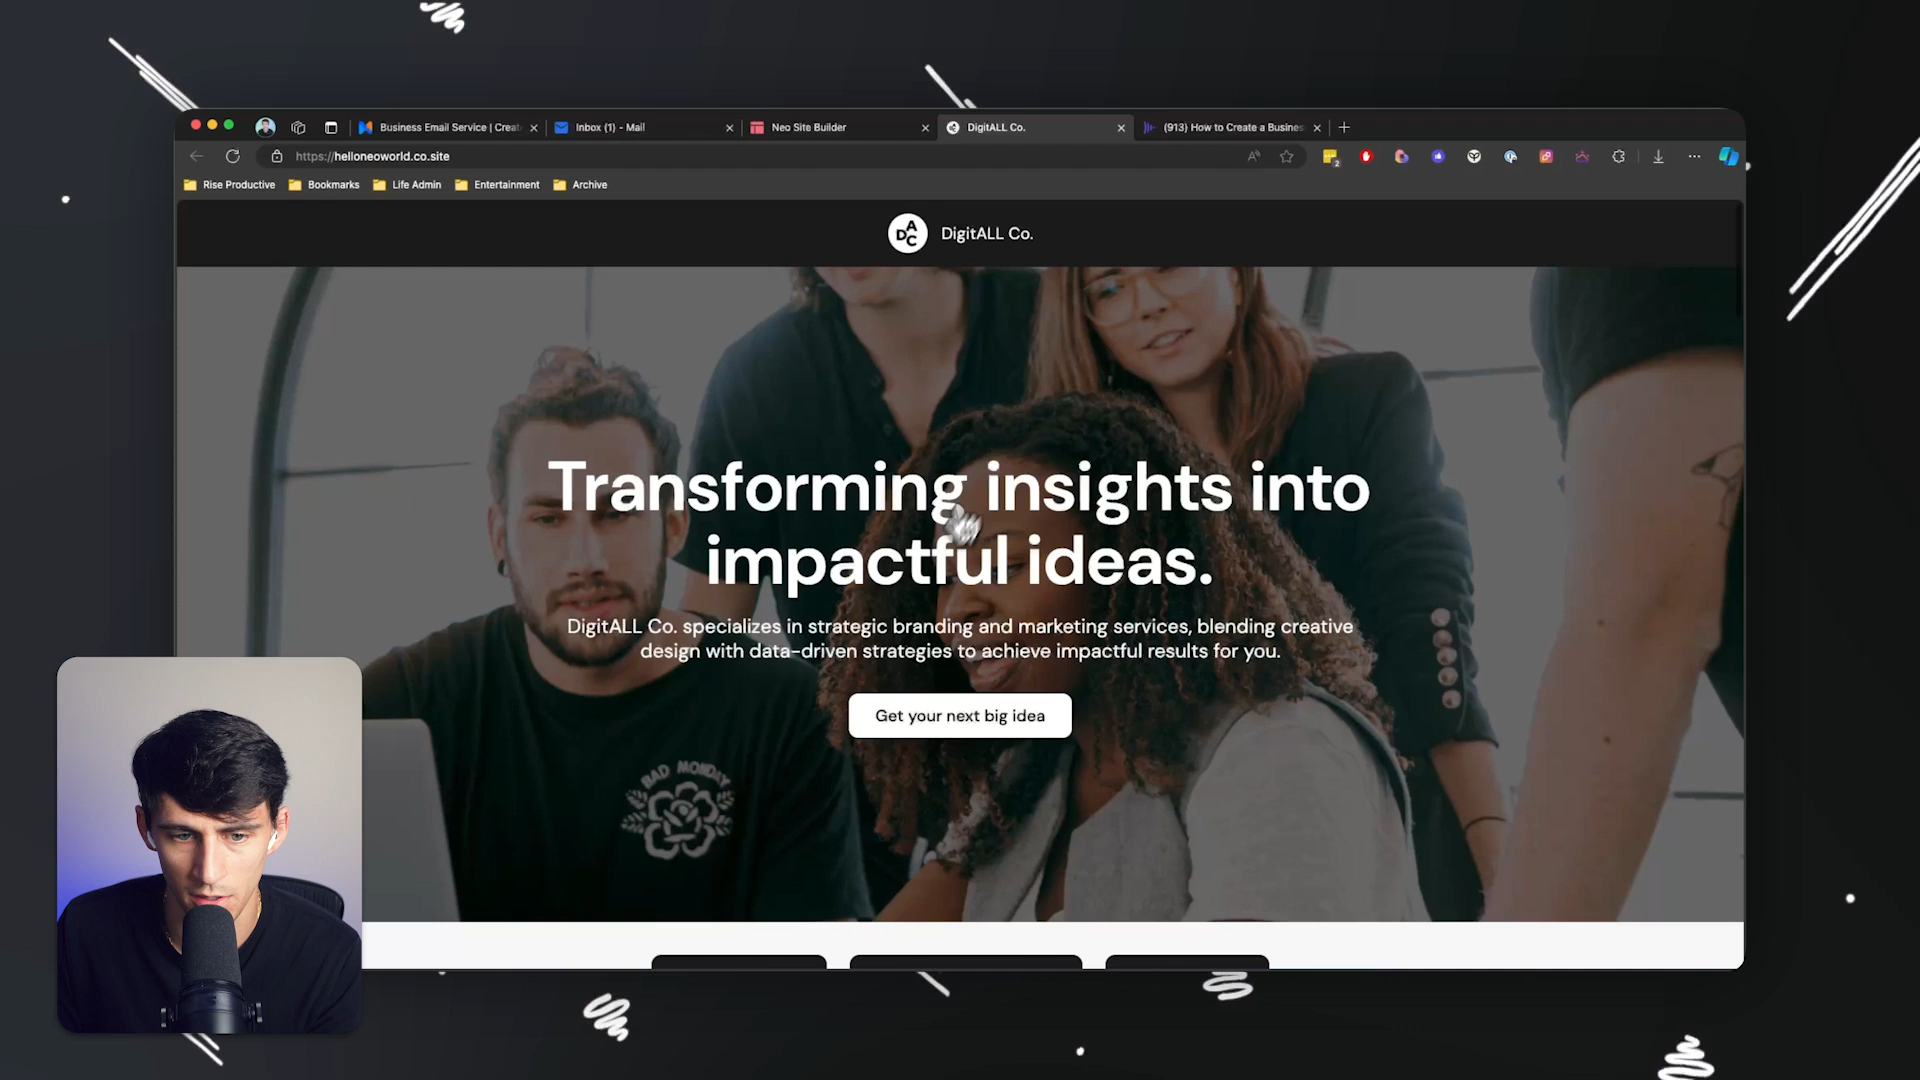 Business Email Service | Creat
Inbox (1) - Mail
Neo Site Builder
DigitALL Co.
(913) How to Create a Busines
https://helloneoworld.co.site
2
Rise Productive
Bookmarks
Life Admin
Entertainment
Archive
ADC
DigitALL Co.
Transforming insights into
impactful ideas.
DigitALL Co. specializes in strategic branding and marketing services, blending creative
design with data-driven strategies to achieve impactful results for you.
Get your next big idea
BAD MONDAY